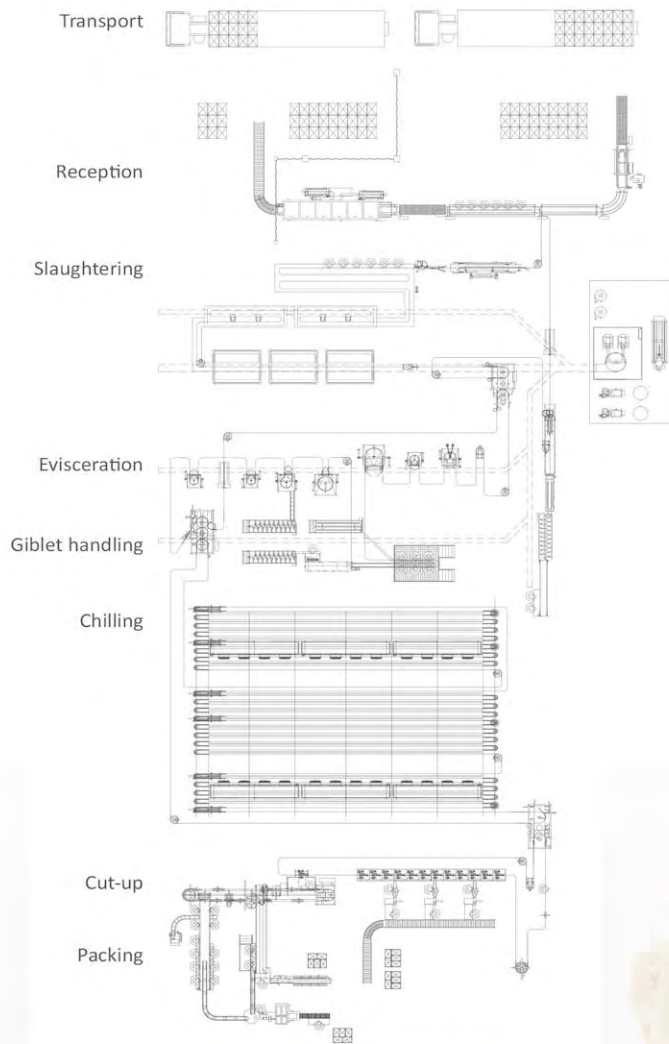 Transport
Reception
Slaughtering
Evisceration
Giblet handling
Chilling
Cut-up
Packing